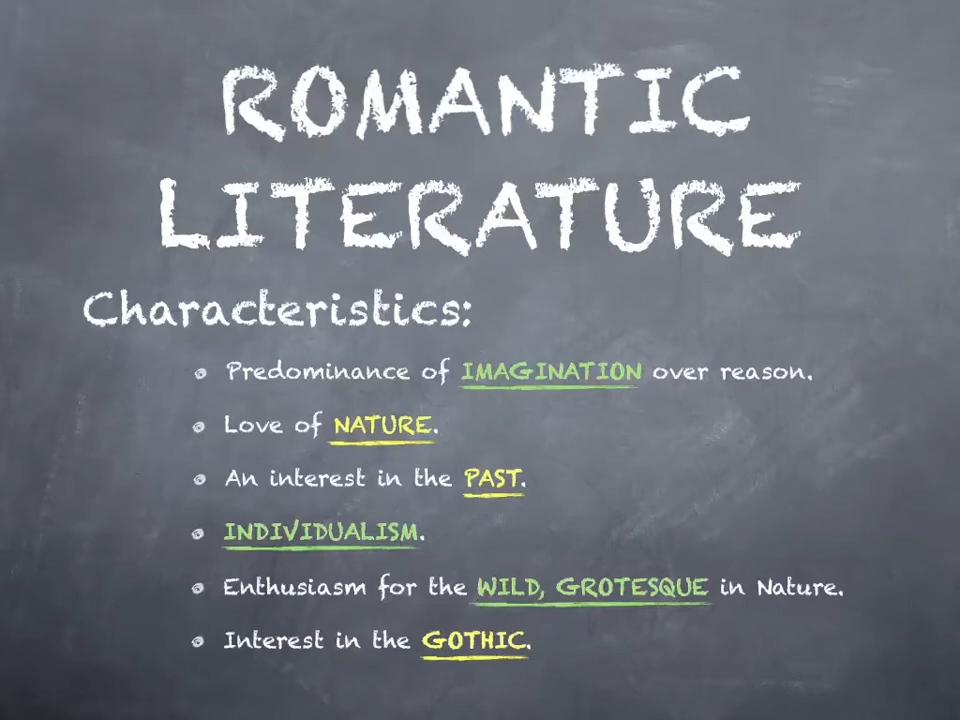 ROMANTIC
LITERATURE
Characteristics:
Predominance of IMAGINATION over reason.
Love of NATURE.
An interest in the PAST.
INDIVIDUALISM.
Enthusiasm for the WILD, GROTESQUE in Nature.
Interest in the GOTHIC.